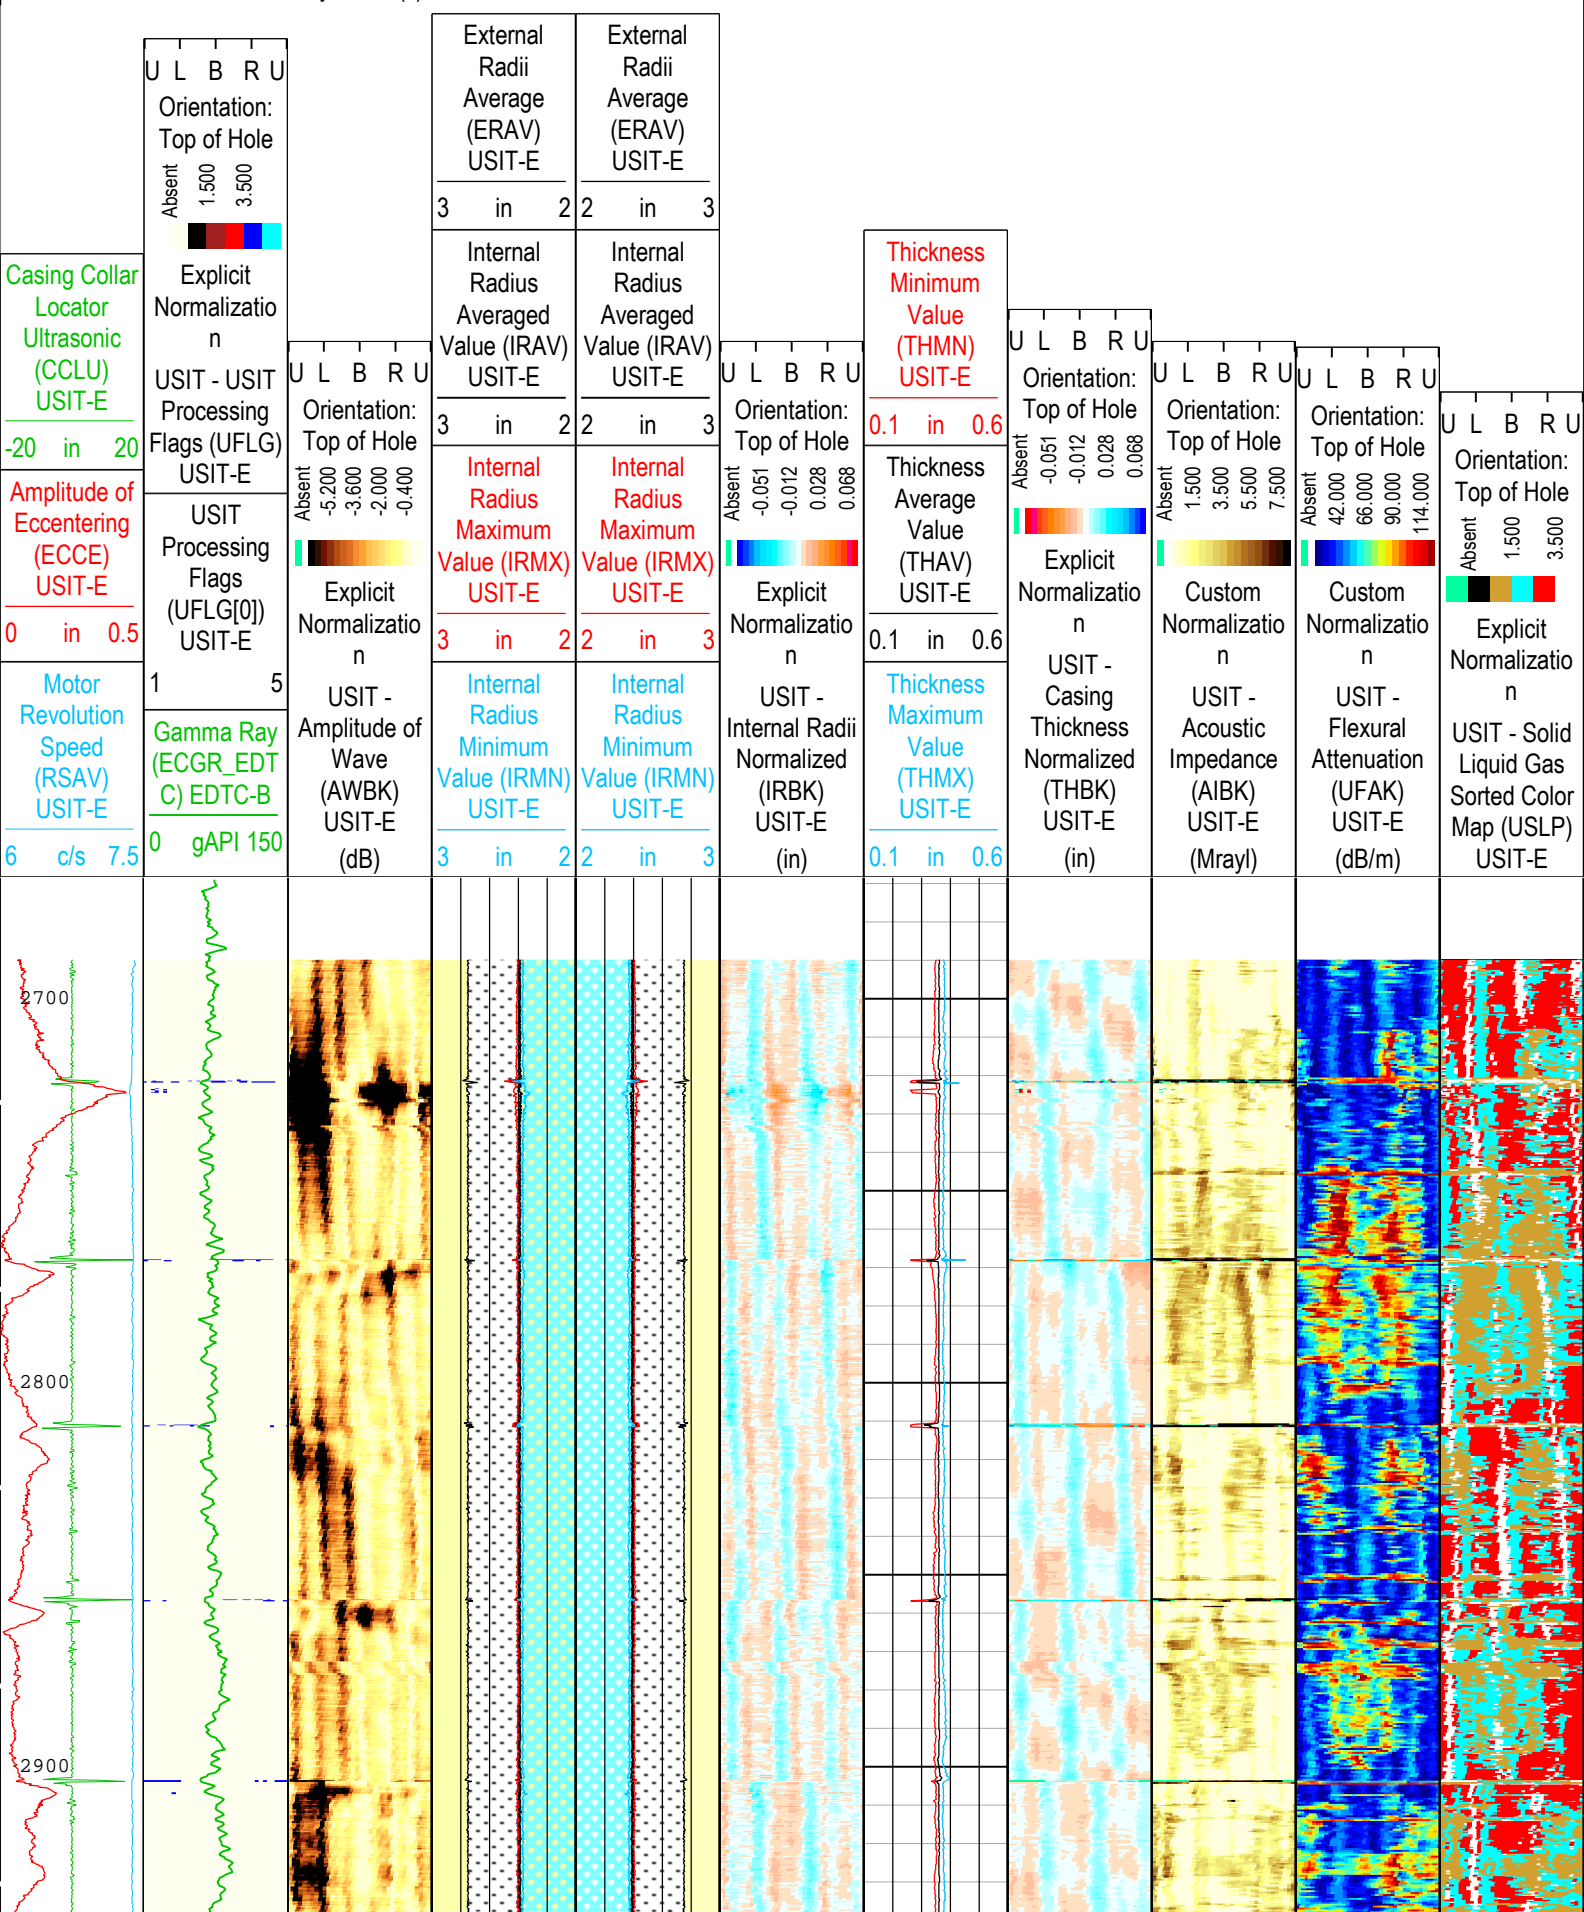 Casing Collar
Locator
Ultrasonic
(CCLU)
USIT-E
-20 in 20
Amplitude of
Eccentering
(ECCE)
USIT-E
0 in 0.5
Motor
Revolution
Speed
(RSAV)
USIT-E
6 c/s 7.5
U L B R U
Orientation:
Top of Hole
Absent 1.500 3.500
Explicit
Normalizatio
n
USIT - USIT
Processing
Flags (UFLG)
USIT-E
USIT
Processing
Flags
(UFLG[0])
USIT-E
1 5
Gamma Ray
(ECGR_EDT
C) EDTC-B
0 gAPI 150
U L B R U
Orientation:
Top of Hole
Absent -5.200 -3.600 -2.000 -0.400
Explicit
Normalizatio
n
USIT -
Amplitude of
Wave
(AWBK)
USIT-E
(dB)
External
Radii
Average
(ERAV)
USIT-E
3 in 2
Internal
Radius
Averaged
Value (IRAV)
USIT-E
3 in 2
Internal
Radius
Maximum
Value (IRMX)
USIT-E
3 in 2
Internal
Radius
Minimum
Value (IRMN)
USIT-E
3 in 2
External
Radii
Average
(ERAV)
USIT-E
2 in 3
Internal
Radius
Averaged
Value (IRAV)
USIT-E
2 in 3
Internal
Radius
Maximum
Value (IRMX)
USIT-E
2 in 3
Internal
Radius
Minimum
Value (IRMN)
USIT-E
2 in 3
U L B R U
Orientation:
Top of Hole
Absent -0.051 -0.012 0.028 0.068
Explicit
Normalizatio
n
USIT -
Internal Radii
Normalized
(IRBK)
USIT-E
(in)
Thickness
Minimum
Value
(THMN)
USIT-E
0.1 in 0.6
Thickness
Average
Value
(THAV)
USIT-E
0.1 in 0.6
Thickness
Maximum
Value
(THMX)
USIT-E
0.1 in 0.6
U L B R U
Orientation:
Top of Hole
Absent -0.051 -0.012 0.028 0.068
Explicit
Normalizatio
n
USIT -
Casing
Thickness
Normalized
(THBK)
USIT-E
(in)
U L B R U
Orientation:
Top of Hole
Absent 1.500 3.500 5.500 7.500
Custom
Normalizatio
n
USIT -
Acoustic
Impedance
(AIBK)
USIT-E
(Mrayl)
U L B R U
Orientation:
Top of Hole
Absent 42.000 66.000 90.000 114.000
Custom
Normalizatio
n
USIT -
Flexural
Attenuation
(UFAK)
USIT-E
(dB/m)
U L B R U
Orientation:
Top of Hole
Absent 1.500 3.500
Explicit
Normalizatio
n
USIT - Solid
Liquid Gas
Sorted Color
Map (USLP)
USIT-E
2700
2800
2900